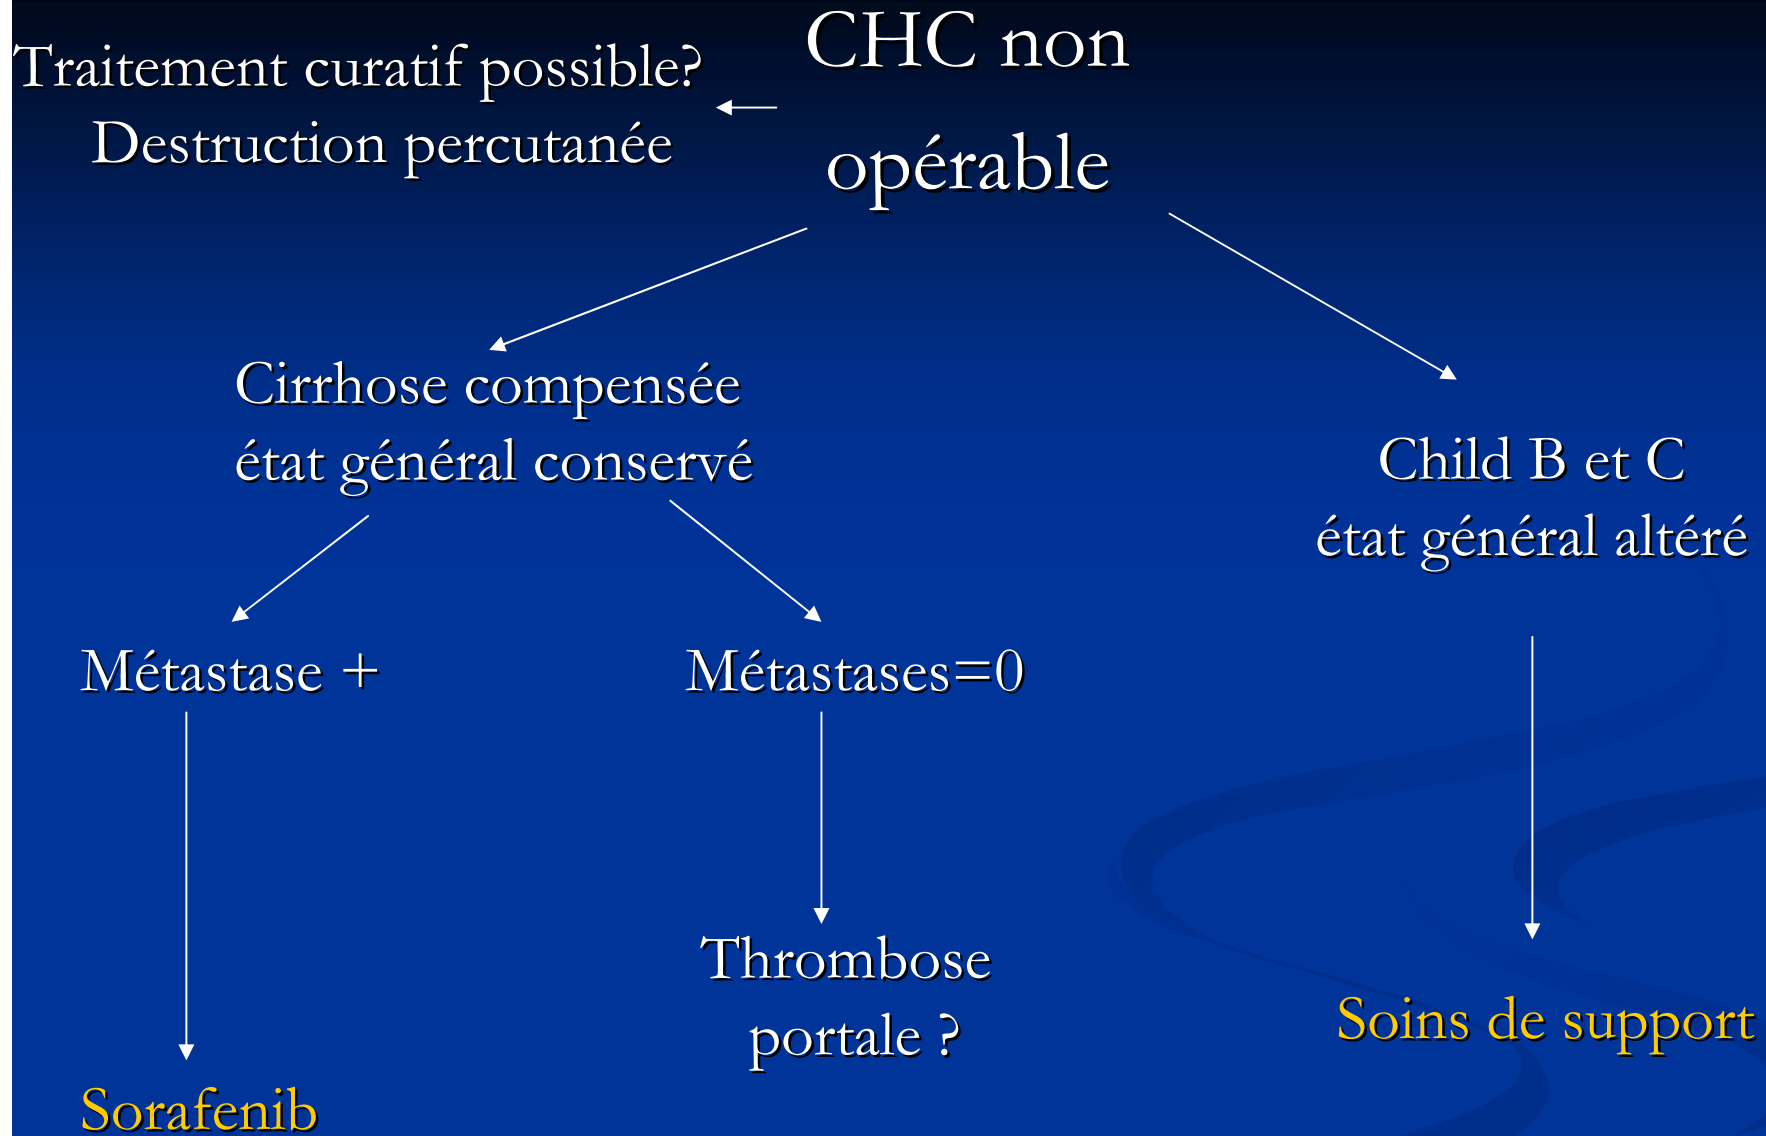 Traitement curatif possible?
Destruction percutanée
CHC non
opérable
Cirrhose compensée
état général conservé
Child B et C
état général altéré
Métastase +
Métastases=0
Thrombose
portale ?
Soins de support
Sorafenib